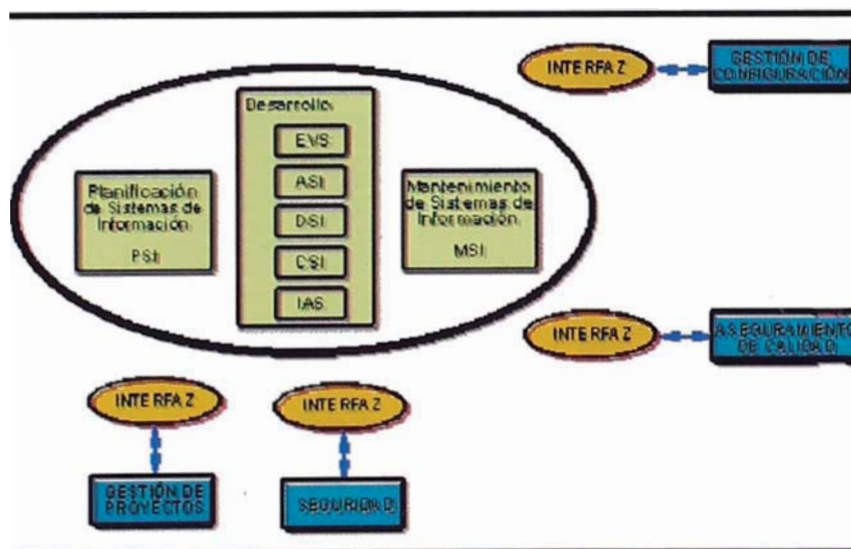 INTERFAZ
GESTIÓN DE
CONFIGURACIÓN
Desarrollo
EVS
ASI
DSI
CSI
IAS
Planificación
de Sistemas de
Información
PSI
Mantenimiento
de Sistemas de
Información
MSI
INTERFAZ
ASEGURAMIENTO
DE CALIDAD
INTERFAZ
INTERFAZ
GESTIÓN DE
PROYECTOS
SEGURIDAD